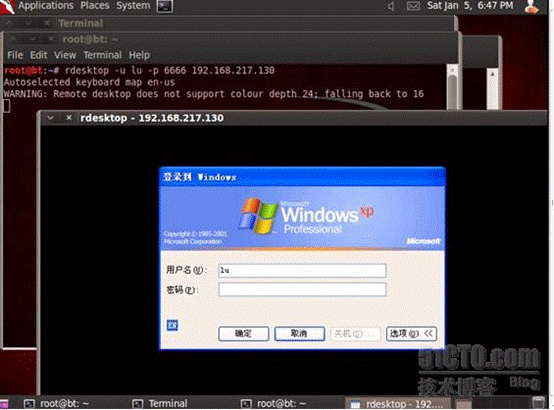 Applications Places System Sat Jan 5, 6:47 PM
Terminal
root@bt: ~
File Edit View Terminal Help
root@bt:~# rdesktop -u lu -p 6666 192.168.217.130
Autoselected keyboard map en-us
WARNING: Remote desktop does not support colour depth 24; falling back to 16
rdesktop - 192.168.217.130
登录到 Windows
Microsoft
Windows xp
Professional
Copyright © 1985-2001
Microsoft Corporation
Microsoft
用户名(U): lu
密码(P):
EN
确定 取消 关机(S)... 选项(O) <<
51CTO.com
技术博客 Blog
root@bt: ~ Terminal root@bt: ~ rdesktop - 192....